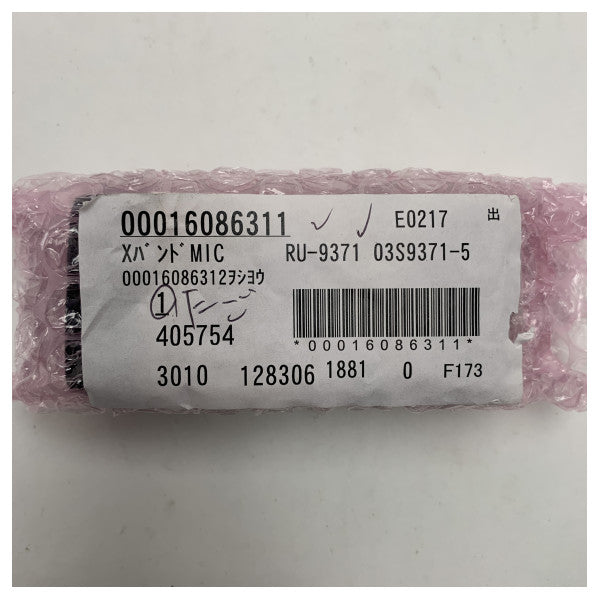 00016086311 E0217 出
XﾊﾞﾝﾄﾞMIC RU-9371 03S9371-5
00016086312ｦｼﾖｳ
①
405754 *00016086311*
3010 128306 1881 0 F173